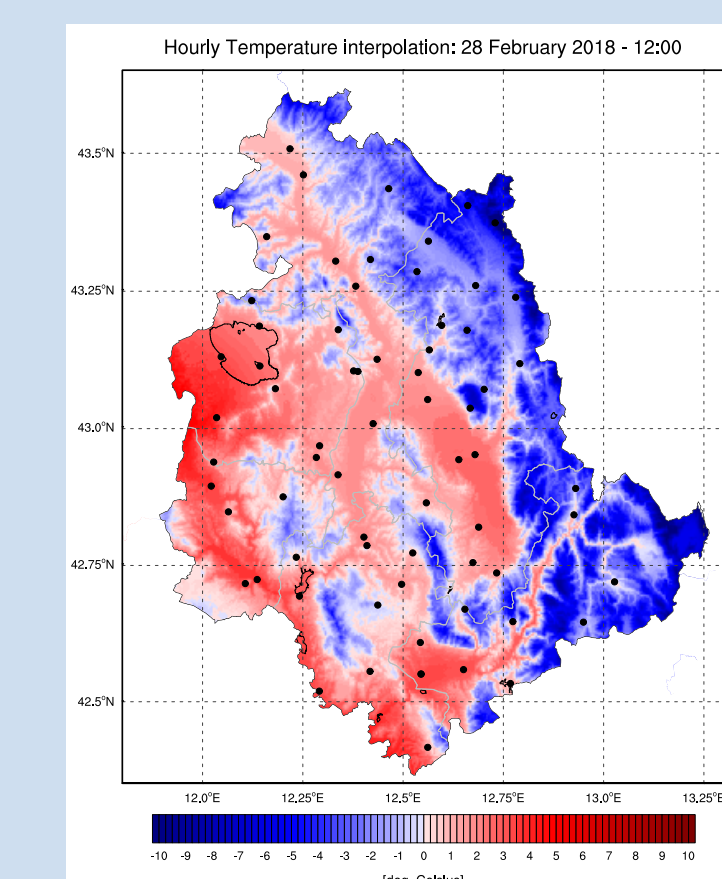 Hourly Temperature interpolation: 28 February 2018 - 12:00
43,5°N
43,25°N
43,0°N
42,75°N
42,5°N
12,0°E 12,25°E 12,5°E 12,75°E 13,0°E 13,25°E
-10 -9 -8 -7 -6 -5 -4 -3 -2 -1 0 1 2 3 4 5 6 7 8 9 10
[deg. Celsius]